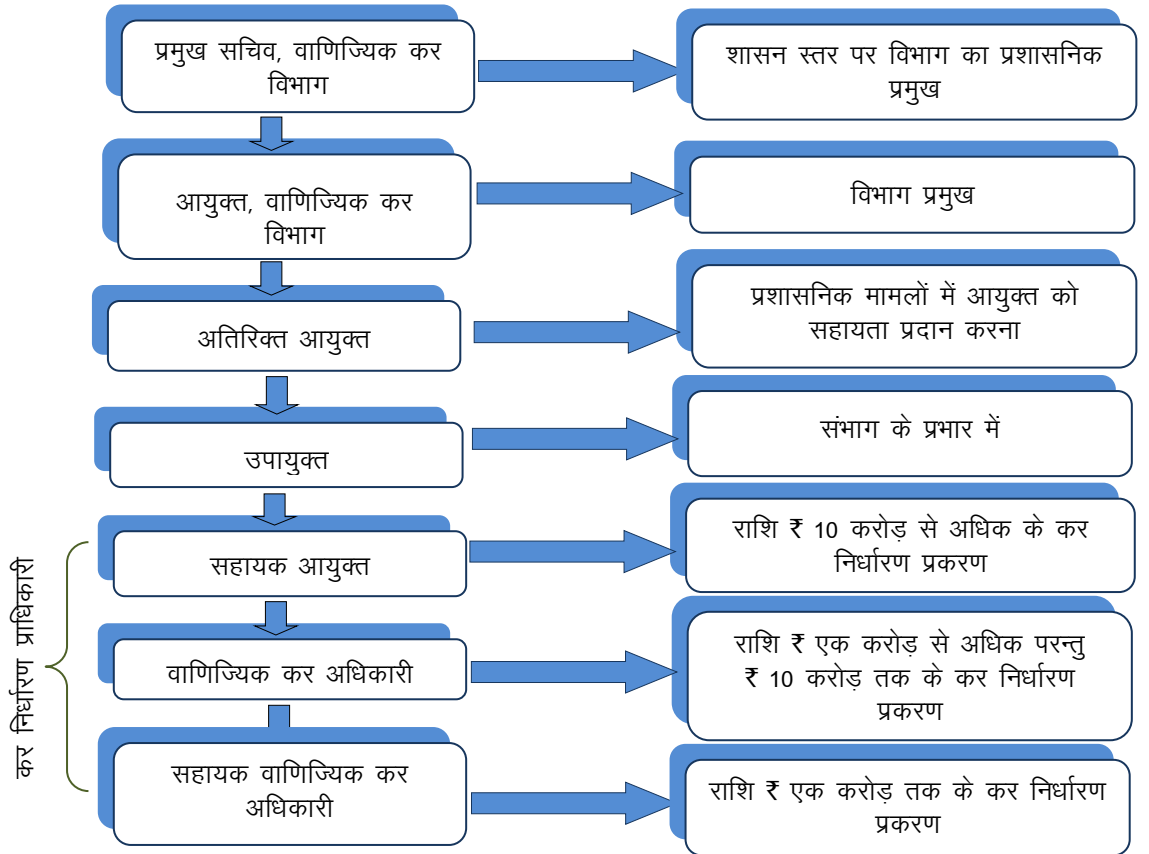 प्रमुख सचिव, वाणिज्यिक कर
विभाग
शासन स्तर पर विभाग का प्रशासनिक
प्रमुख
आयुक्त, वाणिज्यिक कर
विभाग
विभाग प्रमुख
अतिरिक्त आयुक्त
प्रशासनिक मामलों में आयुक्त को
सहायता प्रदान करना
उपायुक्त
संभाग के प्रभार में
कर निर्धारण प्राधिकारी
सहायक आयुक्त
राशि ₹ 10 करोड़ से अधिक के कर
निर्धारण प्रकरण
वाणिज्यिक कर अधिकारी
राशि ₹ एक करोड़ से अधिक परन्तु
₹ 10 करोड़ तक के कर निर्धारण
प्रकरण
सहायक वाणिज्यिक कर
अधिकारी
राशि ₹ एक करोड़ तक के कर निर्धारण
प्रकरण